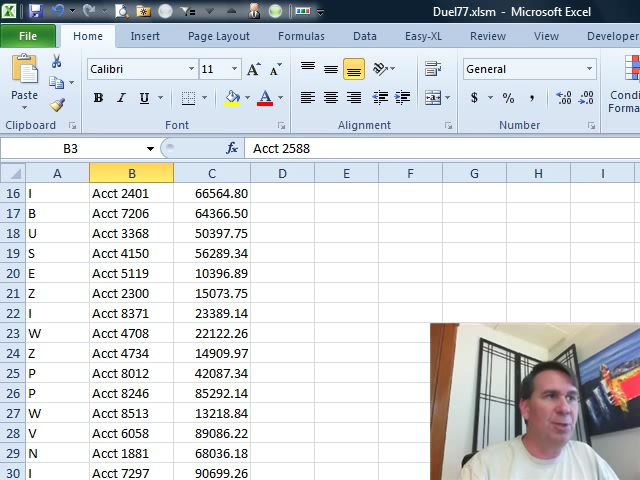 Duel77.xlsm - Microsoft Excel
File Home Insert Page Layout Formulas Data Easy-XL Review View Developer
Paste Calibri 11 A A General
B I U A $ % , .00 .0
Clipboard Font Alignment Number
B3 fx Acct 2588
A B C D E F G H I
16 I Acct 2401 66564.80
17 B Acct 7206 64366.50
18 U Acct 3368 50397.75
19 S Acct 4150 56289.34
20 E Acct 5119 10396.89
21 Z Acct 2300 15073.75
22 I Acct 8371 23389.14
23 W Acct 4708 22122.26
24 Z Acct 4734 14909.97
25 P Acct 8012 42087.34
26 P Acct 8246 85292.14
27 W Acct 8513 13218.84
28 V Acct 6058 89086.22
29 N Acct 1881 68036.18
30 I Acct 7297 90699.26